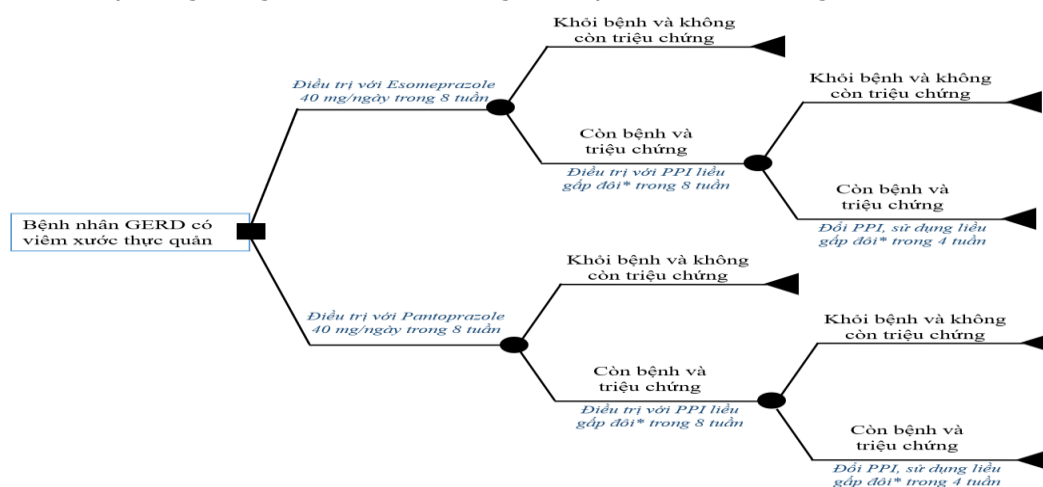 Khỏi bệnh và không
còn triệu chứng
Điều trị với Esomeprazole
40 mg/ngày trong 8 tuần
Khỏi bệnh và không
còn triệu chứng
Còn bệnh và
triệu chứng
Điều trị với PPI liều
gấp đôi* trong 8 tuần
Còn bệnh và
triệu chứng
Đổi PPI, sử dụng liều
gấp đôi* trong 4 tuần
Bệnh nhân GERD có
viêm xước thực quản
Khỏi bệnh và không
còn triệu chứng
Điều trị với Pantoprazole
40 mg/ngày trong 8 tuần
Khỏi bệnh và không
còn triệu chứng
Còn bệnh và
triệu chứng
Điều trị với PPI liều
gấp đôi* trong 8 tuần
Còn bệnh và
triệu chứng
Đổi PPI, sử dụng liều
gấp đôi* trong 4 tuần